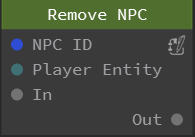 Remove NPC
NPC ID
Player Entity
In
Out